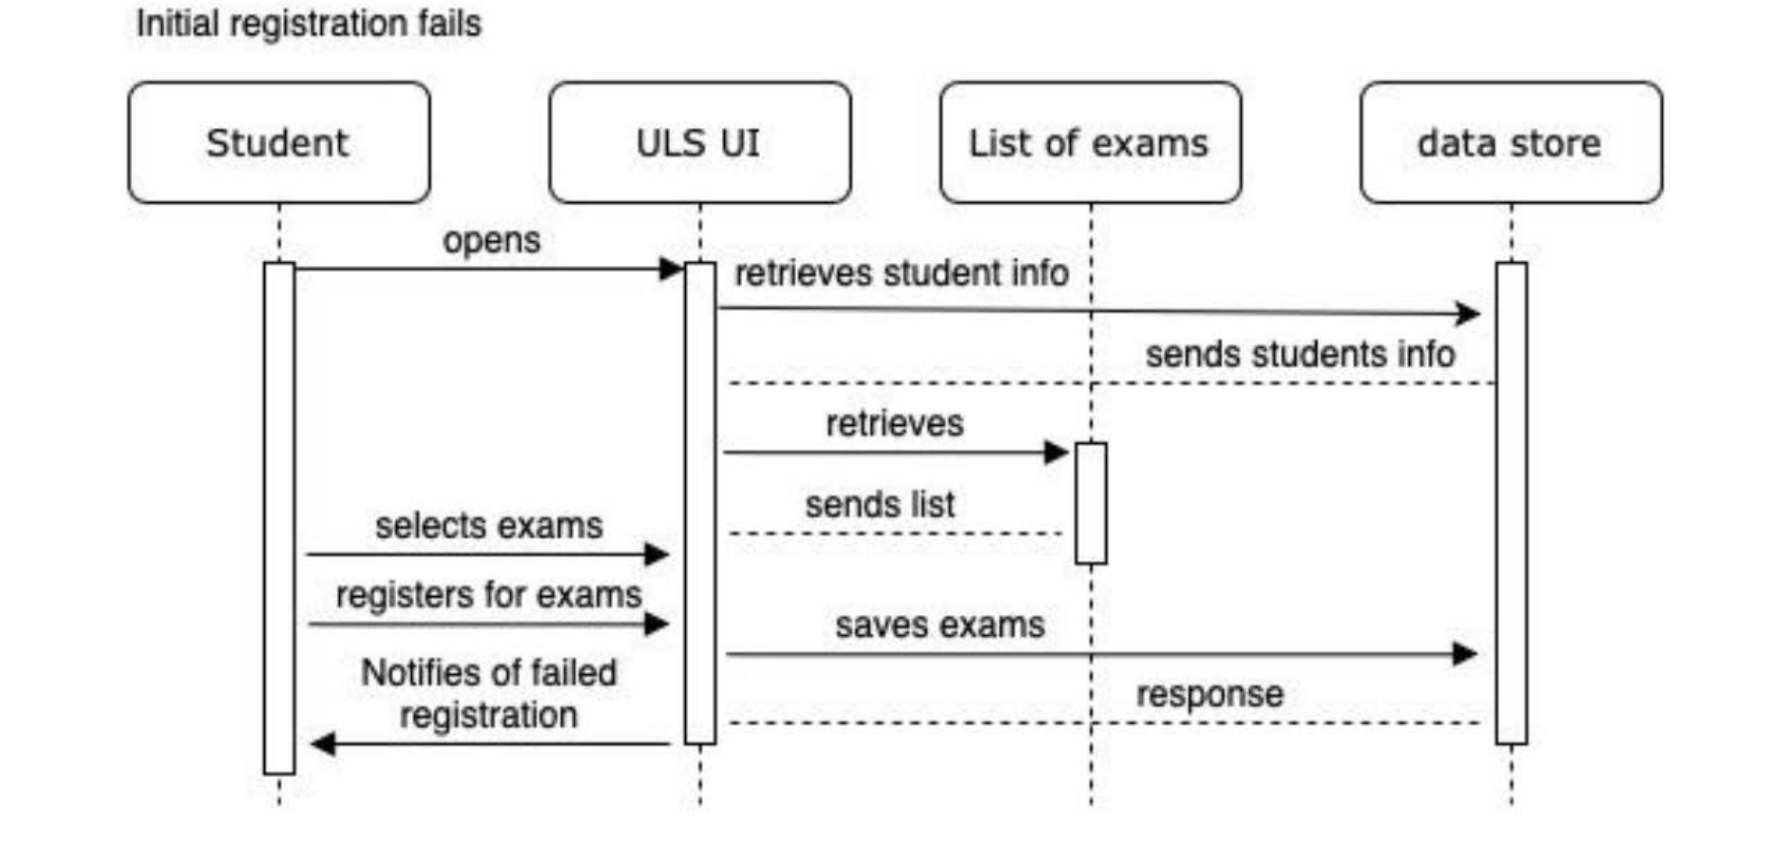 Initial registration fails
Student
ULS UI
List of exams
data store
opens
retrieves student info
sends students info
retrieves
sends list
selects exams
registers for exams
saves exams
Notifies of failed
registration
response